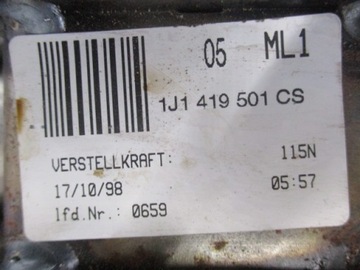 05 ML1
1J1 419 501 CS
VERSTELLKRAFT: 115N
17/10/98 05:57
lfd.Nr.: 0659